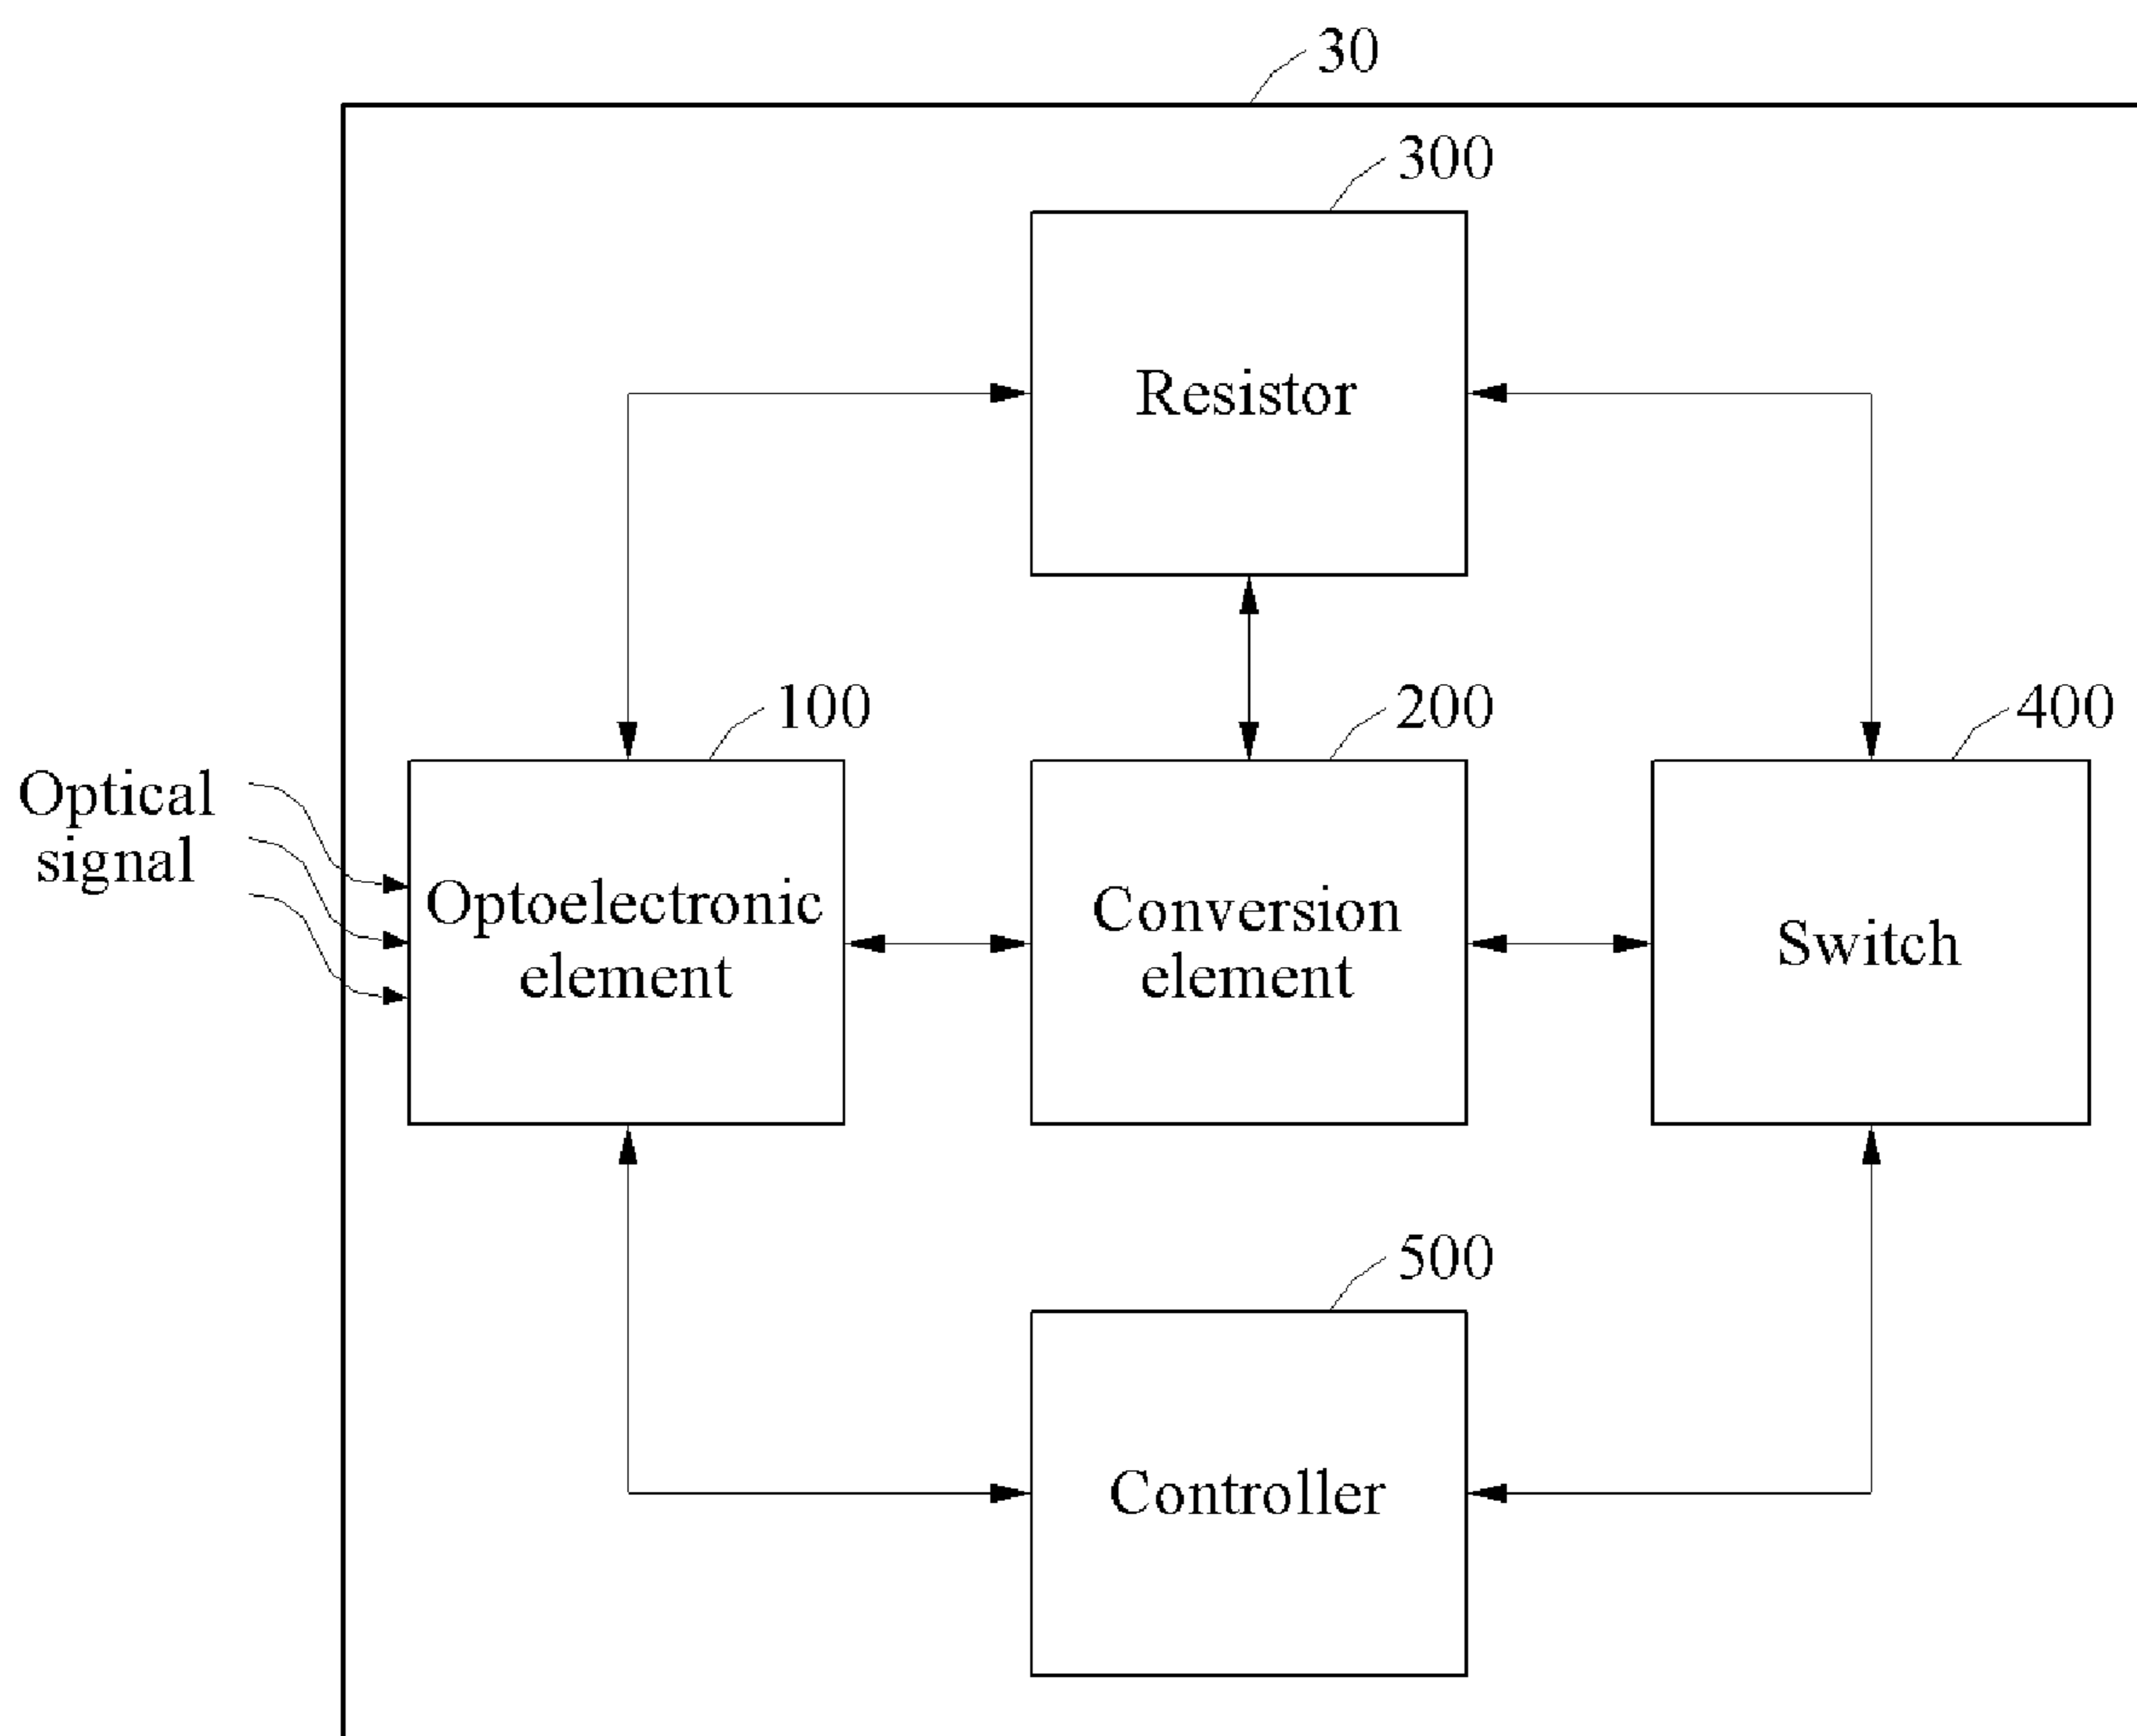 30
300
Resistor
100
200
400
Optical
signal
Optoelectronic
element
Conversion
element
Switch
500
Controller